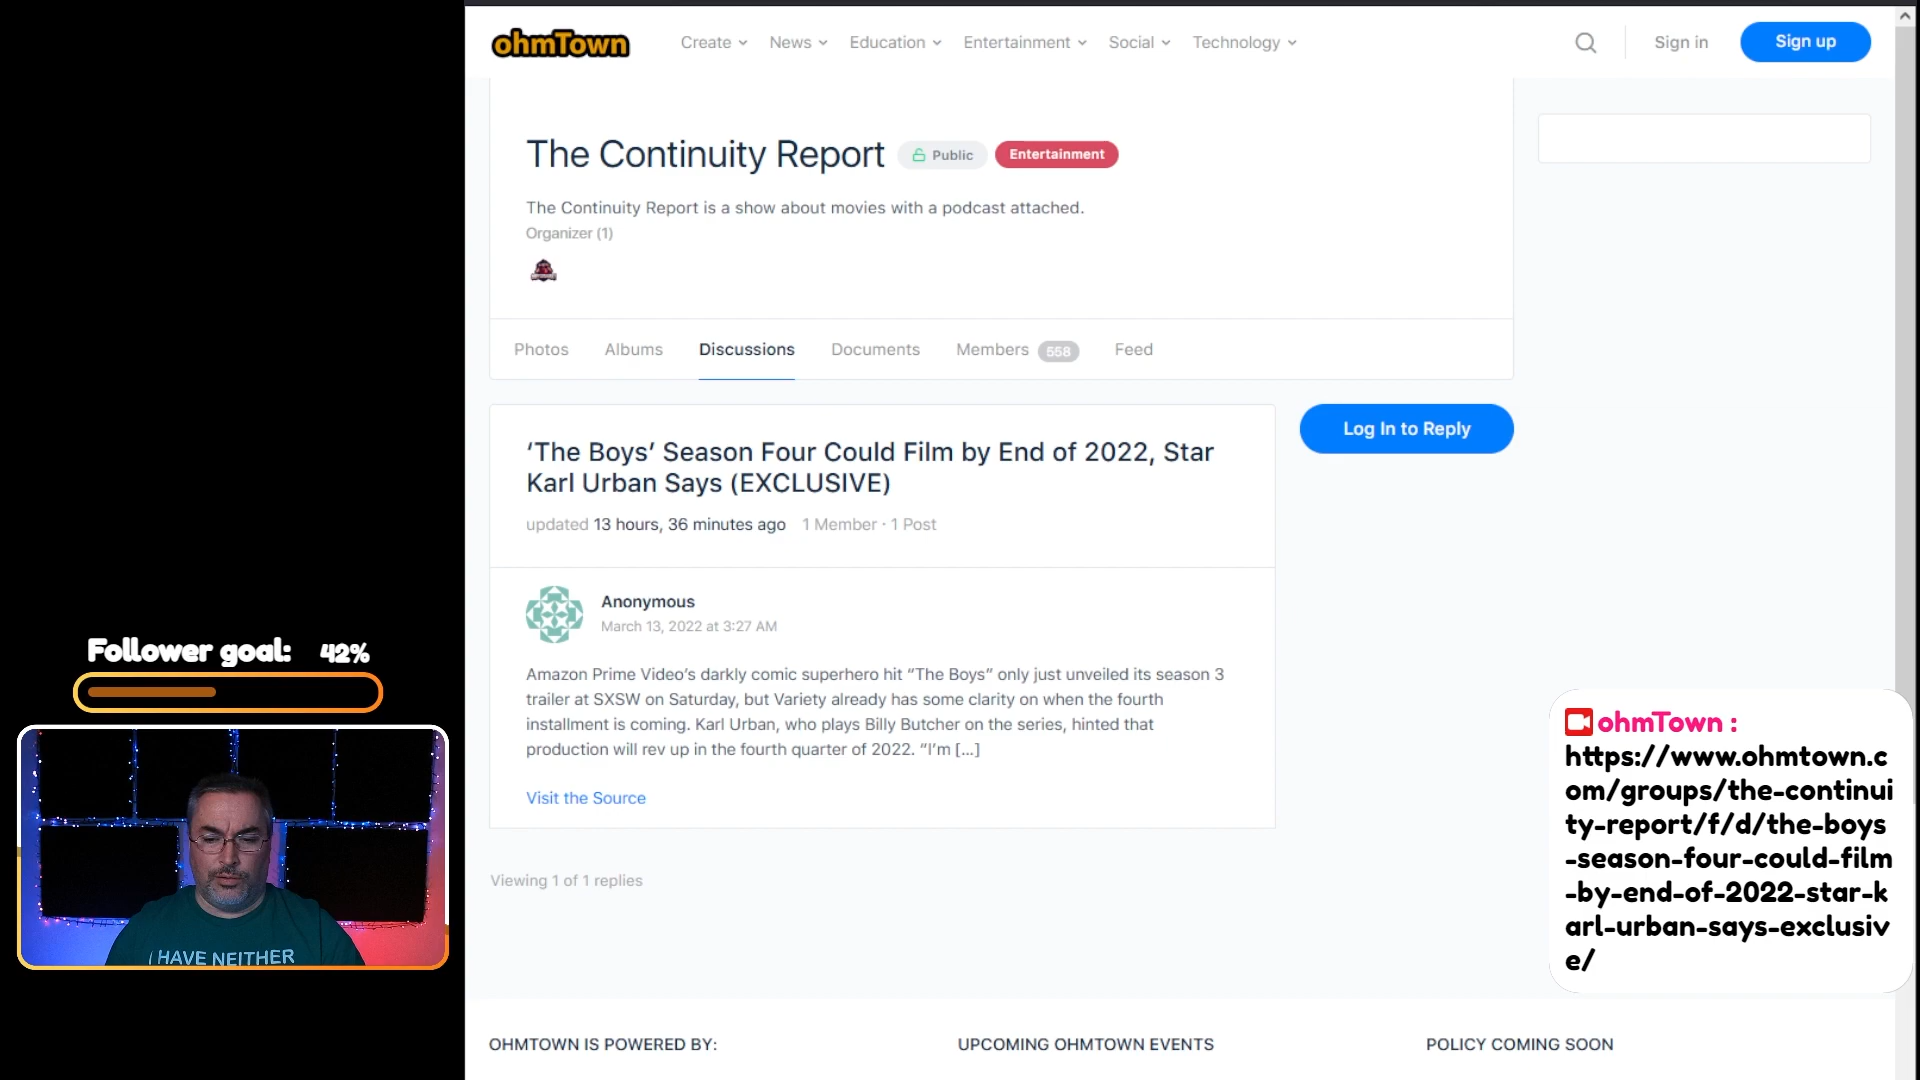 ohmTown
Create
News
Education
Entertainment
Social
Technology
Sign in
Sign up
The Continuity Report
Public
Entertainment
The Continuity Report is a show about movies with a podcast attached.
Organizer (1)
Photos
Albums
Discussions
Documents
Members 558
Feed
‘The Boys’ Season Four Could Film by End of 2022, Star
Karl Urban Says (EXCLUSIVE)
updated 13 hours, 36 minutes ago 1 Member · 1 Post
Log In to Reply
Anonymous
March 13, 2022 at 3:27 AM
Amazon Prime Video’s darkly comic superhero hit “The Boys” only just unveiled its season 3
trailer at SXSW on Saturday, but Variety already has some clarity on when the fourth
installment is coming. Karl Urban, who plays Billy Butcher on the series, hinted that
production will rev up in the fourth quarter of 2022. “I’m [...]
Visit the Source
Viewing 1 of 1 replies
OHMTOWN IS POWERED BY:
UPCOMING OHMTOWN EVENTS
POLICY COMING SOON
Follower goal: 42%
I HAVE NEITHER
ohmTown :
https://www.ohmtown.c
om/groups/the-continui
ty-report/f/d/the-boys
-season-four-could-film
-by-end-of-2022-star-k
arl-urban-says-exclusiv
e/